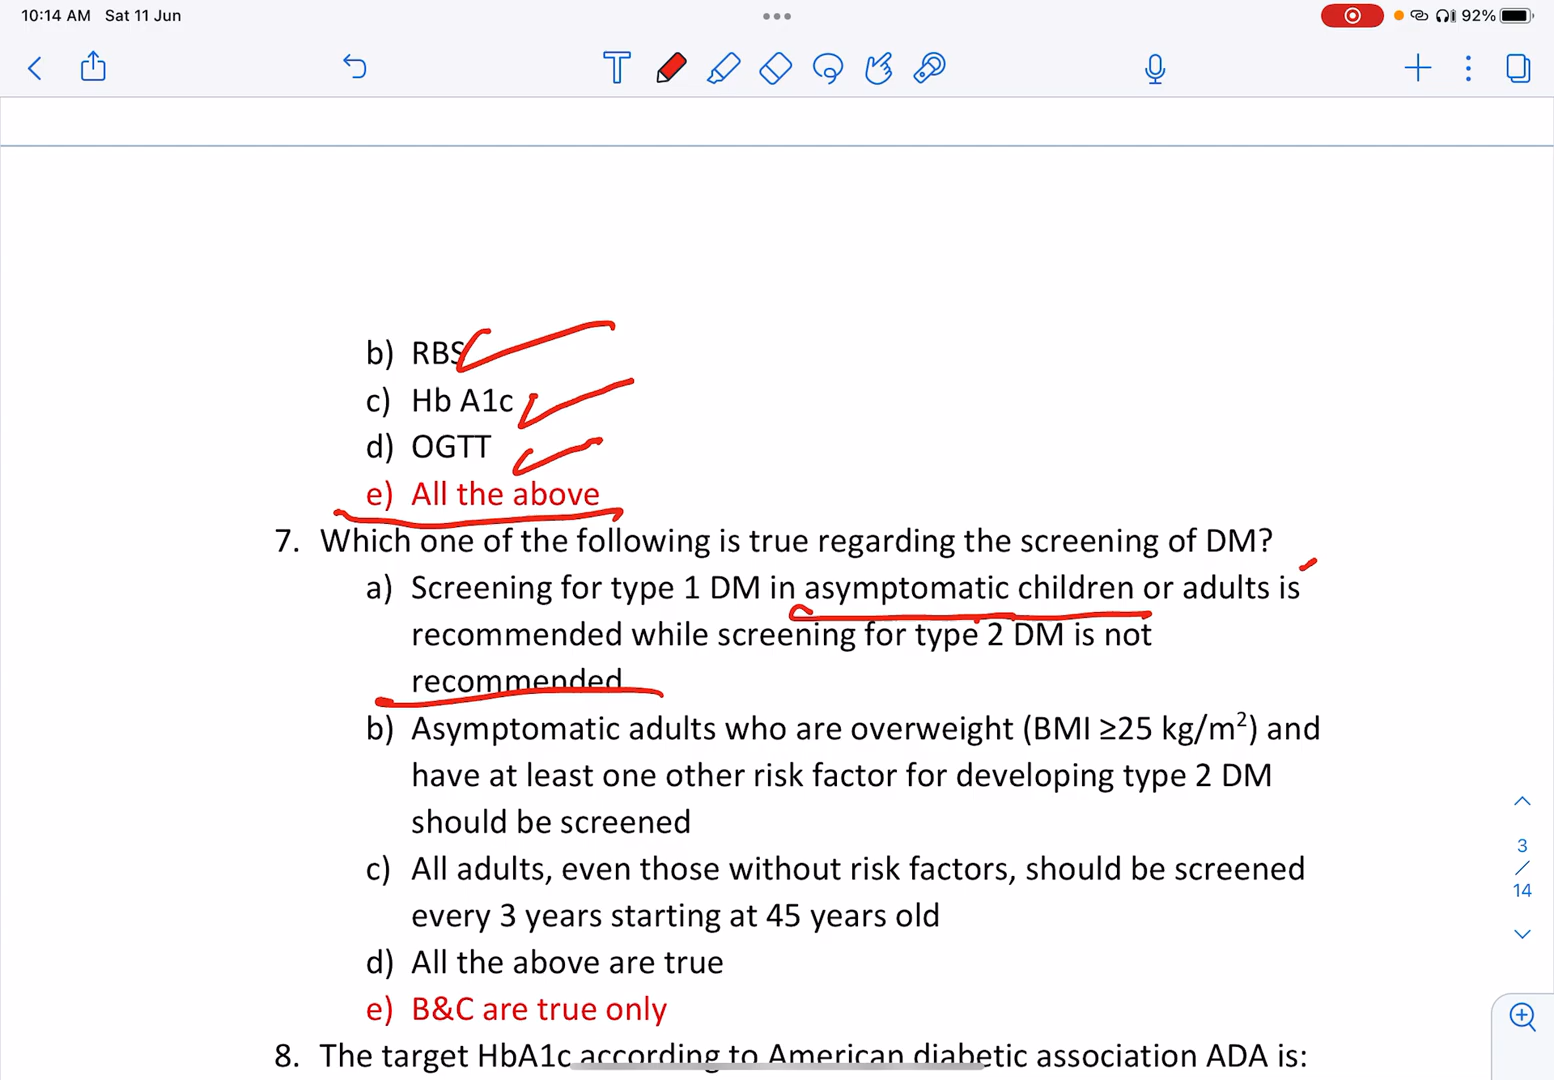 10:14 AM Sat 11 Jun
92%
T
b) RBS
c) Hb A1c
d) OGTT
e) All the above
7. Which one of the following is true regarding the screening of DM?
a) Screening for type 1 DM in asymptomatic children or adults is
recommended while screening for type 2 DM is not
recommended
b) Asymptomatic adults who are overweight (BMI ≥25 kg/m²) and
have at least one other risk factor for developing type 2 DM
should be screened
c) All adults, even those without risk factors, should be screened
every 3 years starting at 45 years old
d) All the above are true
e) B&C are true only
8. The target HbA1c according to American diabetic association ADA is:
3
/
14